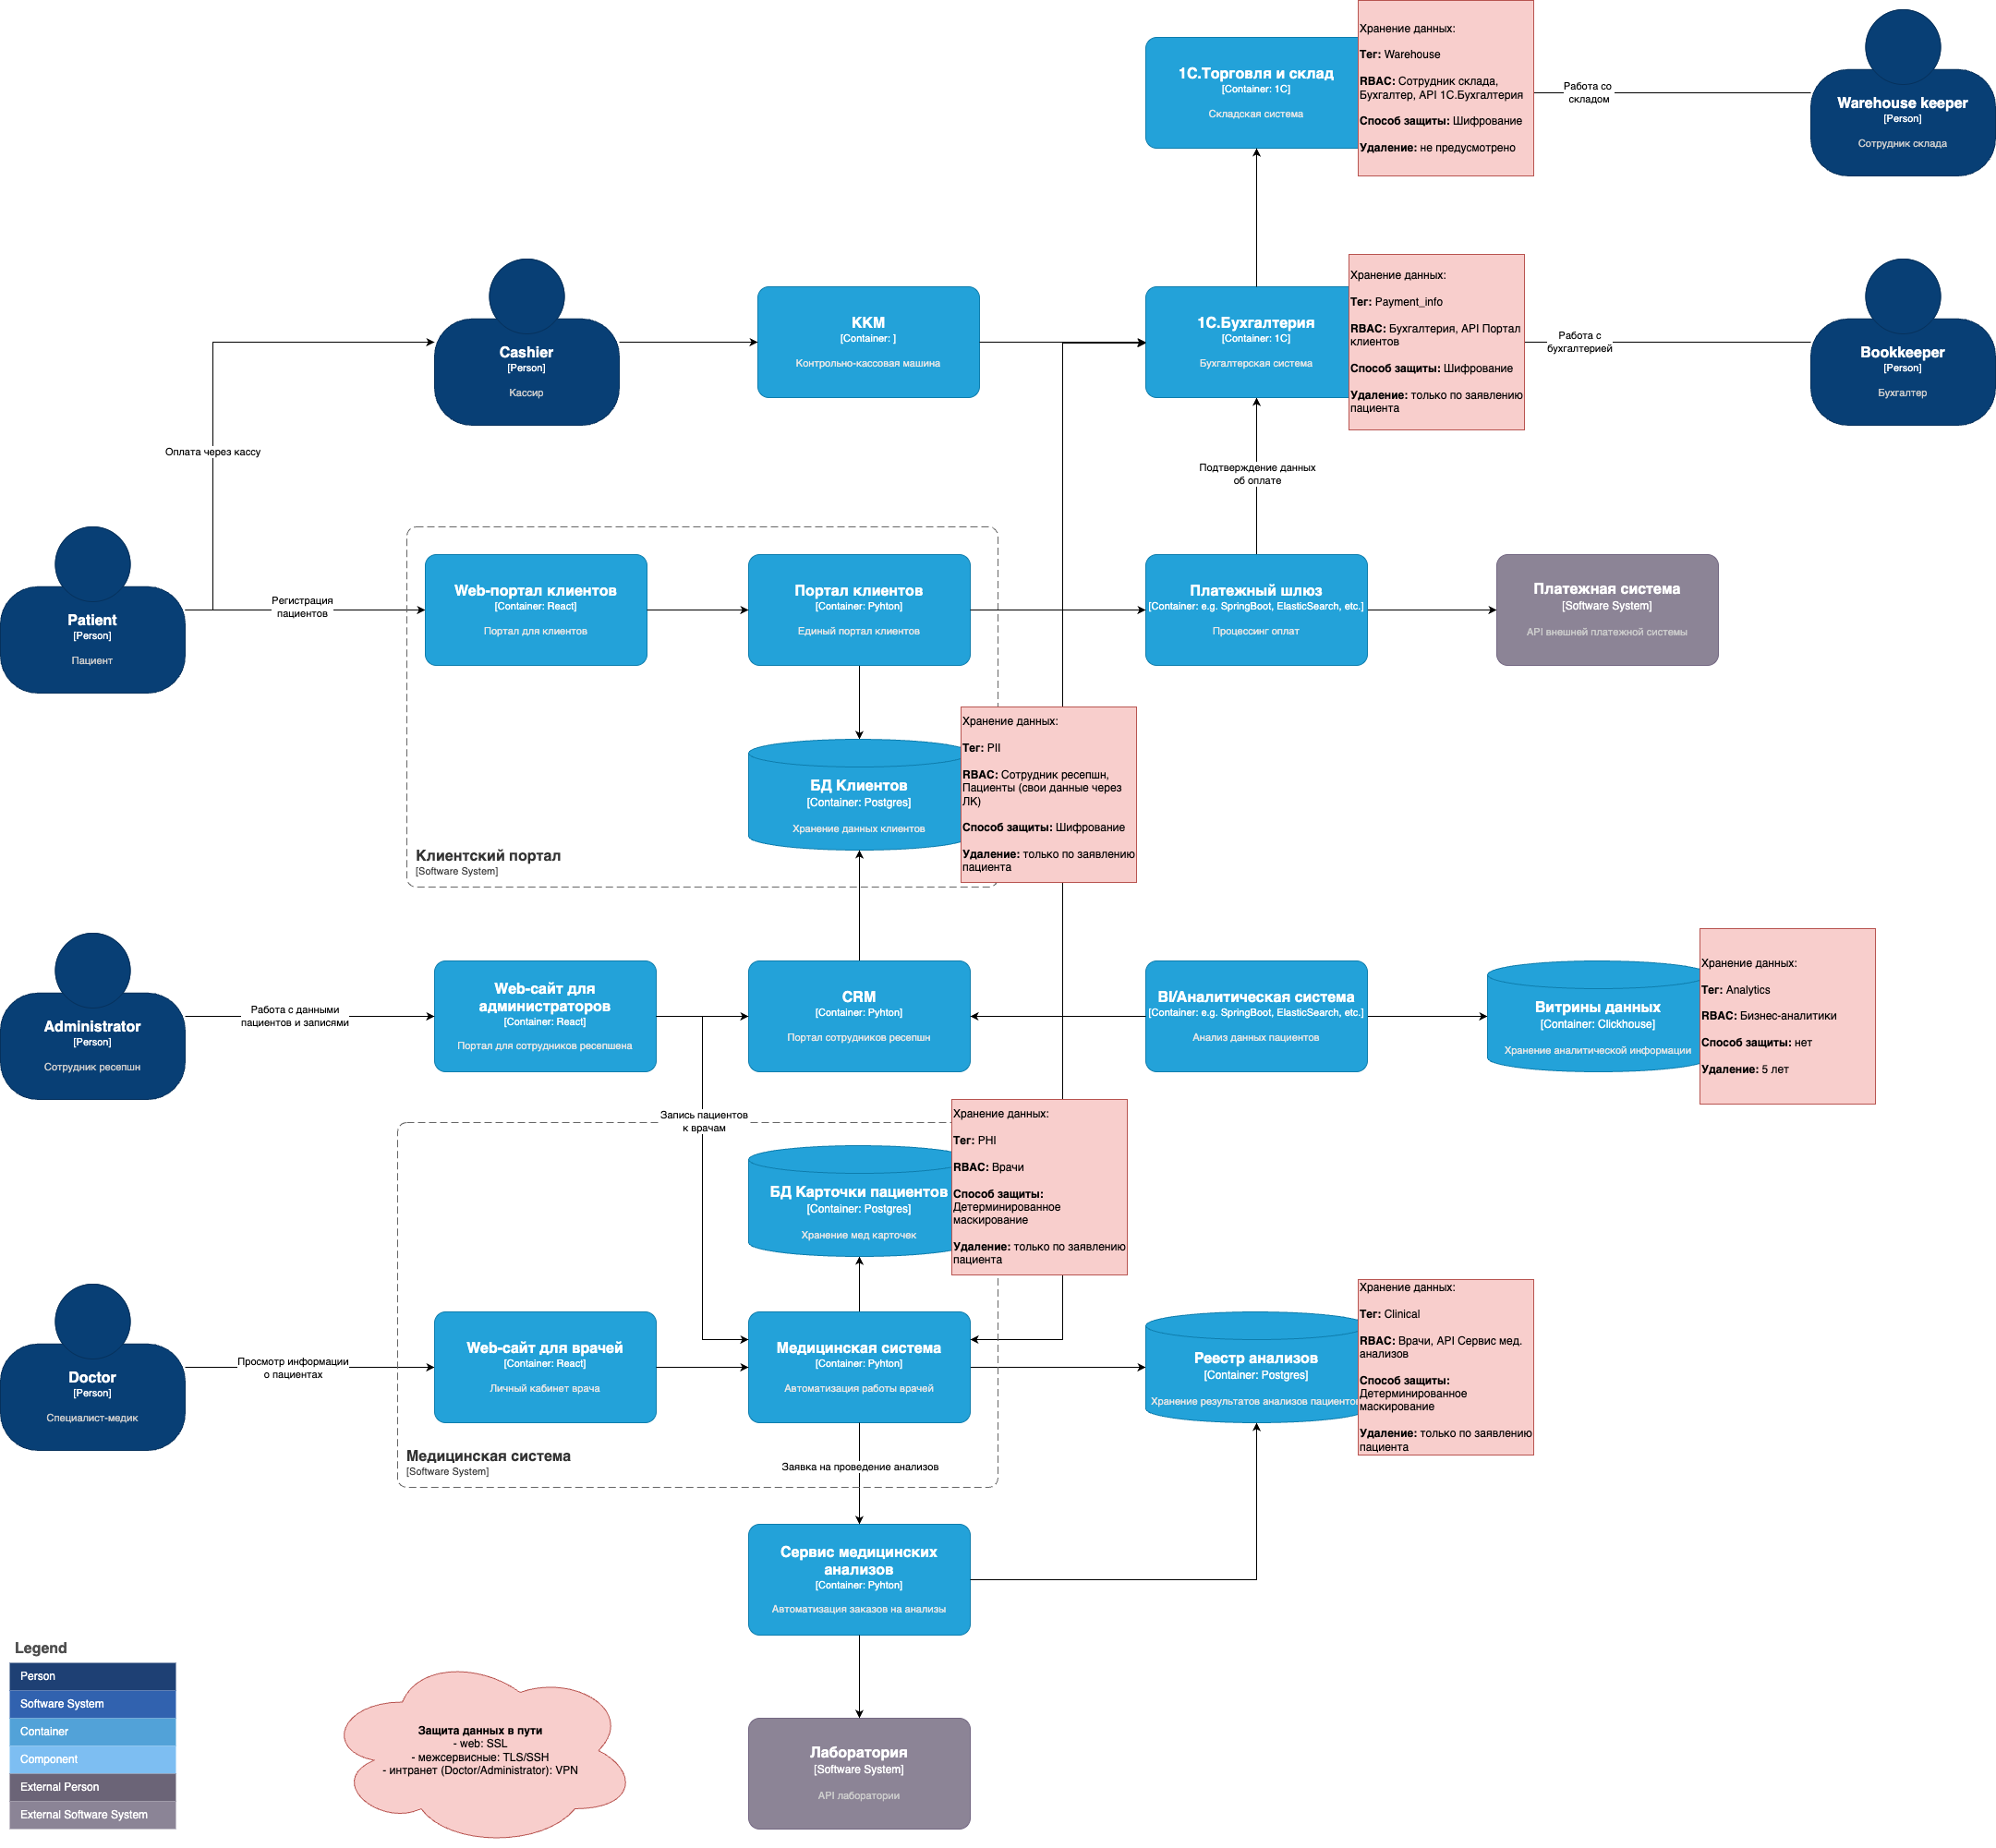 1С.Торговля и склад
[Container: 1C]
Складская система
Хранение данных:
Тег: Warehouse
RBAC: Сотрудник склада,
Бухгалтер, API 1С.Бухгалтерия
Способ защиты: Шифрование
Удаление: не предусмотрено
Работа со
складом
Warehouse keeper
[Person]
Сотрудник склада
Cashier
[Person]
Кассир
ККМ
[Container: ]
Контрольно-кассовая машина
1С.Бухгалтерия
[Container: 1C]
Бухгалтерская система
Хранение данных:
Тег: Payment_info
RBAC: Бухгалтерия, API Портал
клиентов
Способ защиты: Шифрование
Удаление: только по заявлению
пациента
Работа с
бухгалтерией
Bookkeeper
[Person]
Бухгалтер
Оплата через кассу
Подтверждение данных
об оплате
Patient
[Person]
Пациент
Регистрация
пациентов
Web-портал клиентов
[Container: React]
Портал для клиентов
Портал клиентов
[Container: Pyhton]
Единый портал клиентов
Платежный шлюз
[Container: e.g. SpringBoot, ElasticSearch, etc.]
Процессинг оплат
Платежная система
[Software System]
API внешней платежной системы
БД Клиентов
[Container: Postgres]
Хранение данных клиентов
Хранение данных:
Тег: PII
RBAC: Сотрудник ресепшн,
Пациенты (свои данные через
ЛК)
Способ защиты: Шифрование
Удаление: только по заявлению
пациента
Клиентский портал
[Software System]
Administrator
[Person]
Сотрудник ресепшн
Работа с данными
пациентов и записями
Web-сайт для
администраторов
[Container: React]
Портал для сотрудников ресепшена
CRM
[Container: Pyhton]
Портал сотрудников ресепшн
BI/Аналитическая система
[Container: e.g. SpringBoot, ElasticSearch, etc.]
Анализ данных пациентов
Витрины данных
[Container: Clickhouse]
Хранение аналитической информации
Хранение данных:
Тег: Analytics
RBAC: Бизнес-аналитики
Способ защиты: нет
Удаление: 5 лет
Запись пациентов
к врачам
БД Карточки пациентов
[Container: Postgres]
Хранение мед карточек
Хранение данных:
Тег: PHI
RBAC: Врачи
Способ защиты:
Детерминированное
маскирование
Удаление: только по заявлению
пациента
Doctor
[Person]
Специалист-медик
Просмотр информации
о пациентах
Web-сайт для врачей
[Container: React]
Личный кабинет врача
Медицинская система
[Container: Pyhton]
Автоматизация работы врачей
Реестр анализов
[Container: Postgres]
Хранение результатов анализов пациентов
Хранение данных:
Тег: Clinical
RBAC: Врачи, API Сервис мед.
анализов
Способ защиты:
Детерминированное
маскирование
Удаление: только по заявлению
пациента
Медицинская система
[Software System]
Заявка на проведение анализов
Сервис медицинских
анализов
[Container: Pyhton]
Автоматизация заказов на анализы
Лаборатория
[Software System]
API лаборатории
Legend
Person
Software System
Container
Component
External Person
External Software System
Защита данных в пути
- web: SSL
- межсервисные: TLS/SSH
- интранет (Doctor/Administrator): VPN